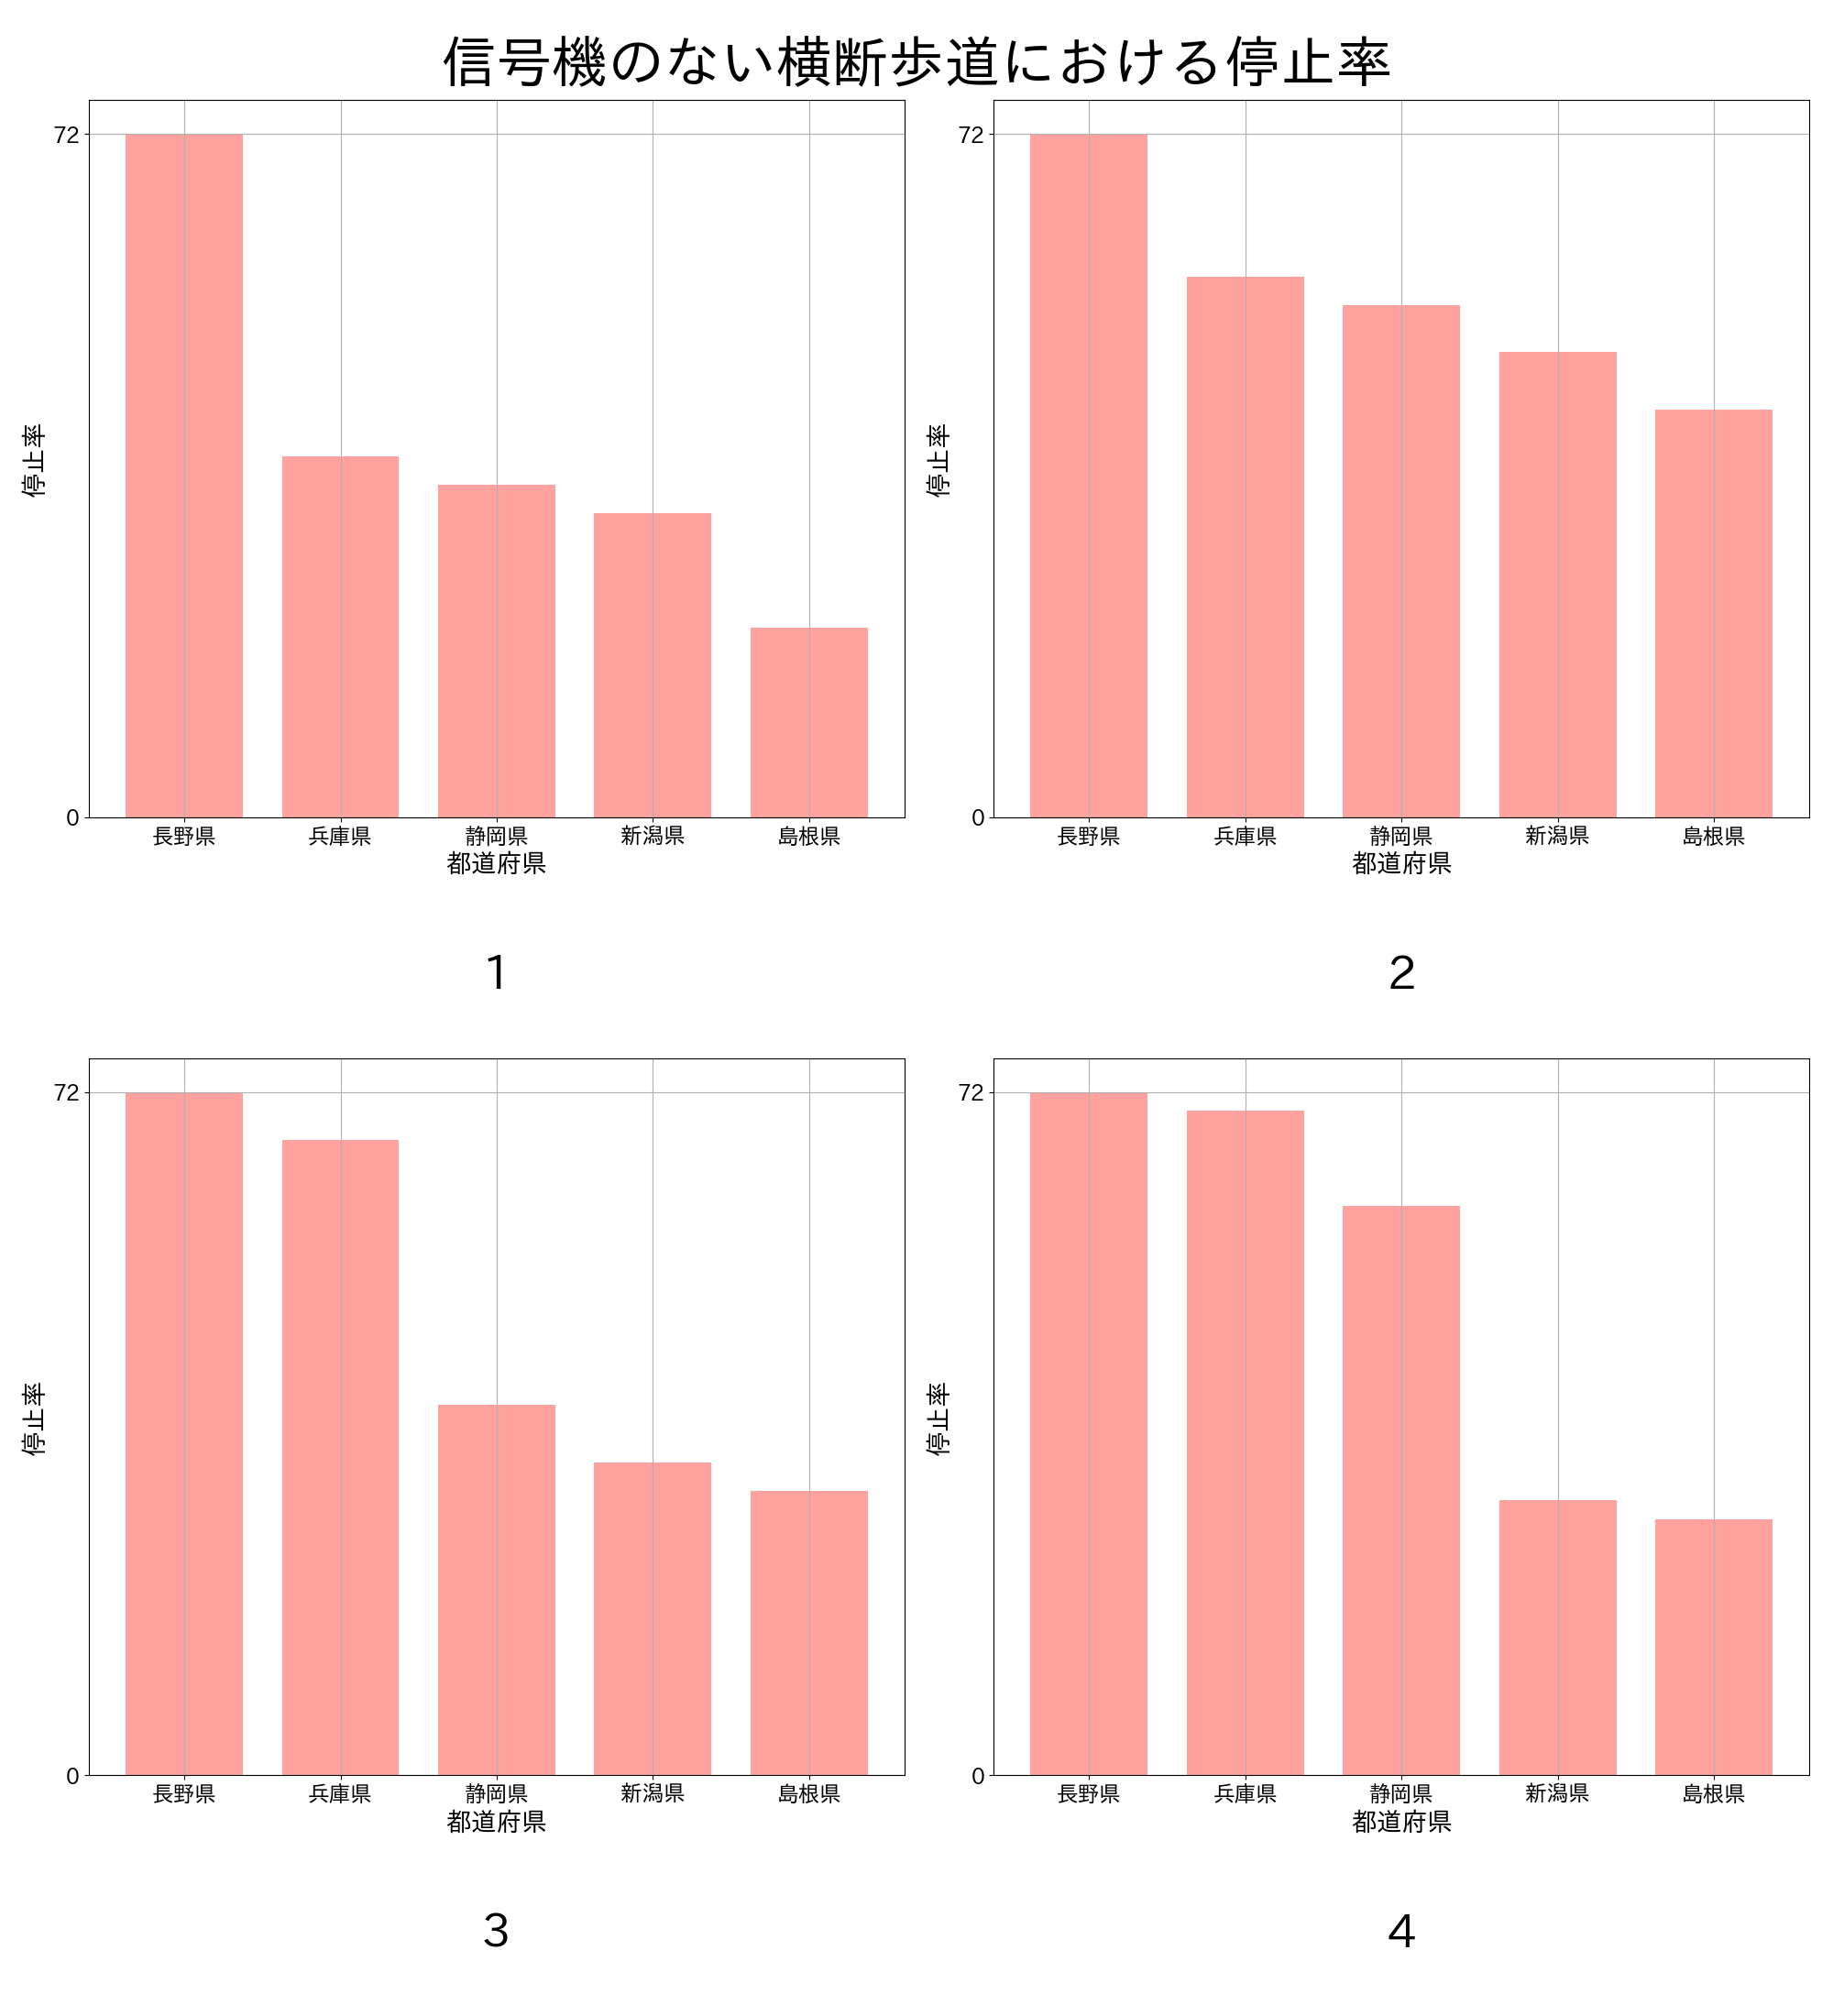 信号機のない横断歩道における停止率
72
停止率
0
長野県 兵庫県 静岡県 新潟県 島根県
都道府県
1
72
停止率
0
長野県 兵庫県 静岡県 新潟県 島根県
都道府県
2
72
停止率
0
長野県 兵庫県 静岡県 新潟県 島根県
都道府県
3
72
停止率
0
長野県 兵庫県 静岡県 新潟県 島根県
都道府県
4